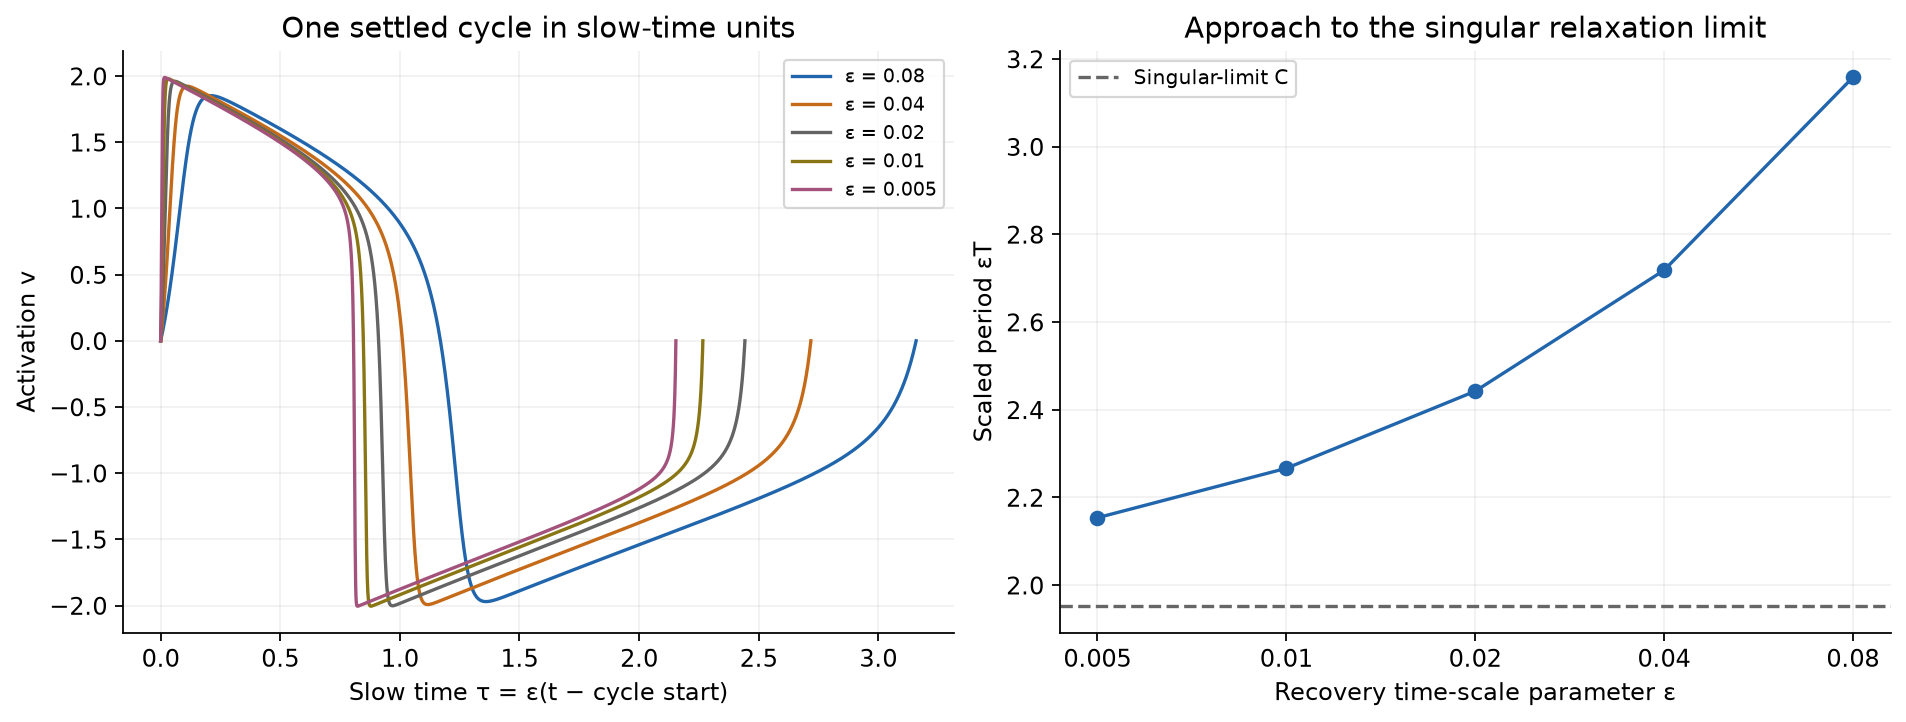 One settled cycle in slow-time units
ε = 0.08
ε = 0.04
ε = 0.02
ε = 0.01
ε = 0.005
Activation v
2.0
1.5
1.0
0.5
0.0
−0.5
−1.0
−1.5
−2.0
0.0 0.5 1.0 1.5 2.0 2.5 3.0
Slow time τ = ε(t − cycle start)
Approach to the singular relaxation limit
Singular-limit C
Scaled period εT
3.2
3.0
2.8
2.6
2.4
2.2
2.0
0.005 0.01 0.02 0.04 0.08
Recovery time-scale parameter ε